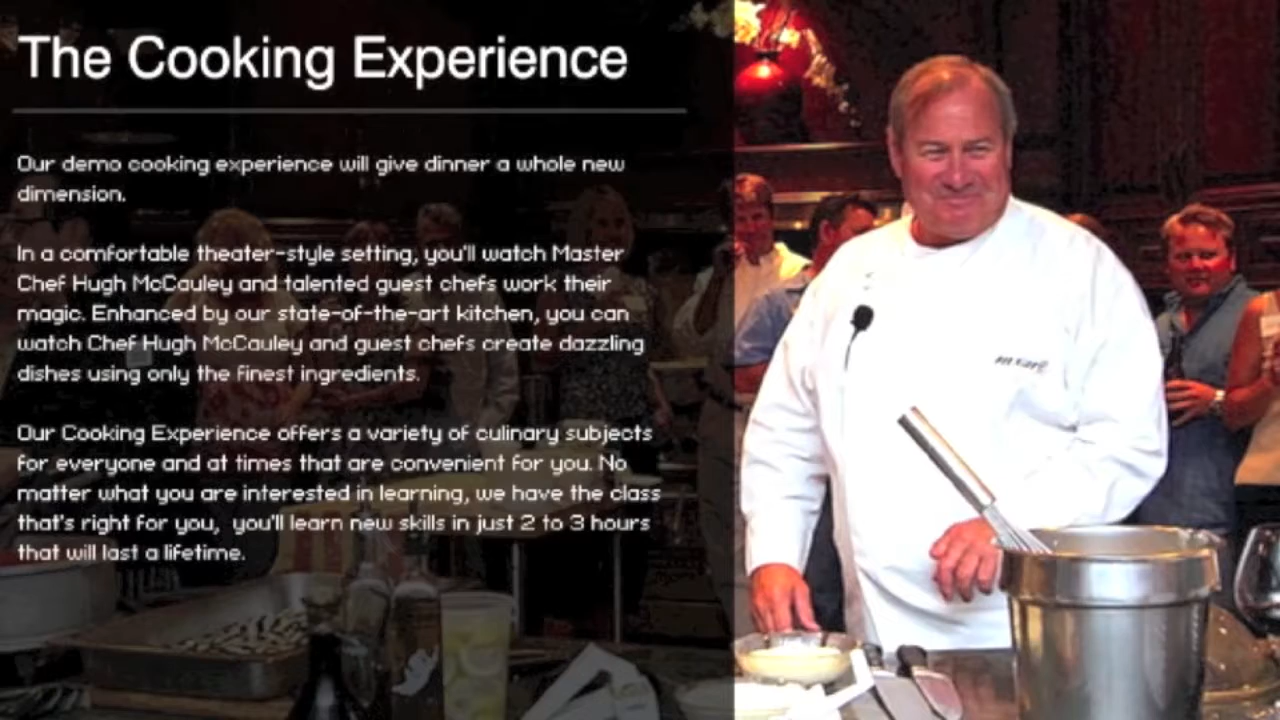 The Cooking Experience
Our demo cooking experience will give dinner a whole new
dimension.
In a comfortable theater-style setting, you'll watch Master
Chef Hugh McCauley and talented guest chefs work their
magic. Enhanced by our state-of-the-art kitchen, you can
watch Chef Hugh McCauley and guest chefs create dazzling
dishes using only the finest ingredients.
Our Cooking Experience offers a variety of culinary subjects
for everyone and at times that are convenient for you. No
matter what you are interested in learning, we have the class
that's right for you,  you'll learn new skills in just 2 to 3 hours
that will last a lifetime.